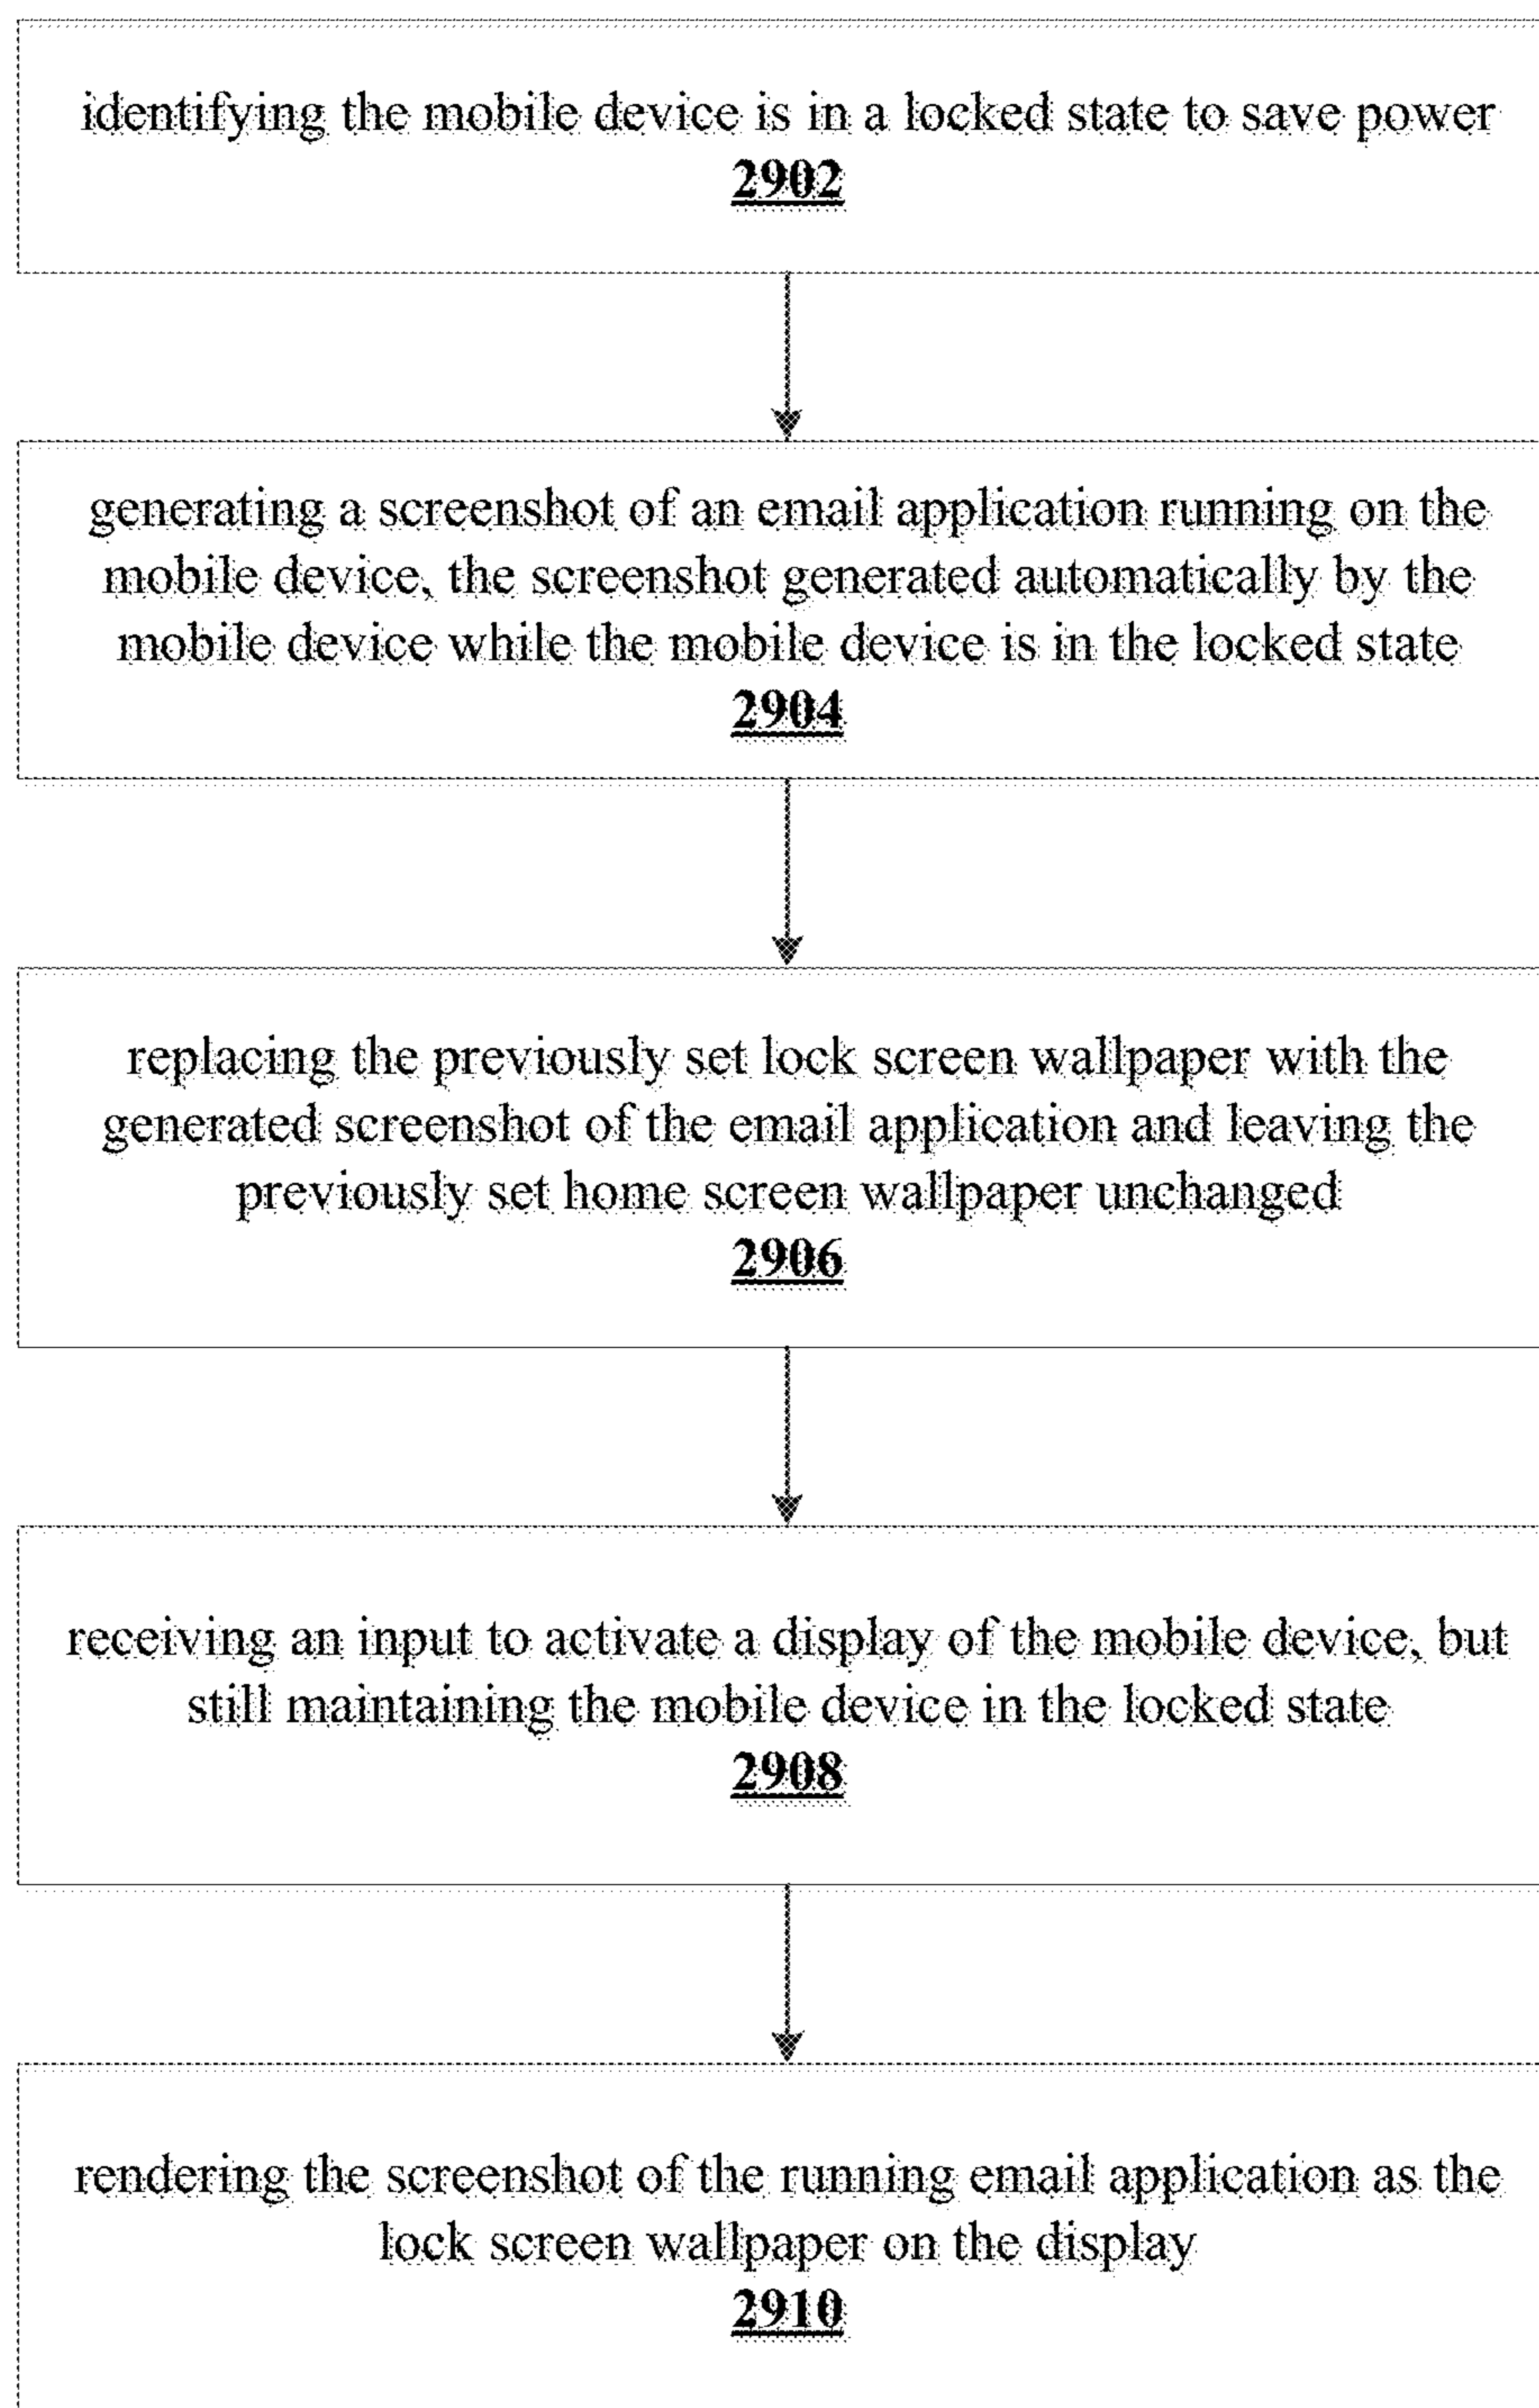 identifying the mobile device is in a locked state to save power
2902
generating a screenshot of an email application running on the
mobile device, the screenshot generated automatically by the
mobile device while the mobile device is in the locked state
2904
replacing the previously set lock screen wallpaper with the
generated screenshot of the email application and leaving the
previously set home screen wallpaper unchanged
2906
receiving an input to activate a display of the mobile device, but
still maintaining the mobile device in the locked state
2908
rendering the screenshot of the running email application as the
lock screen wallpaper on the display
2910